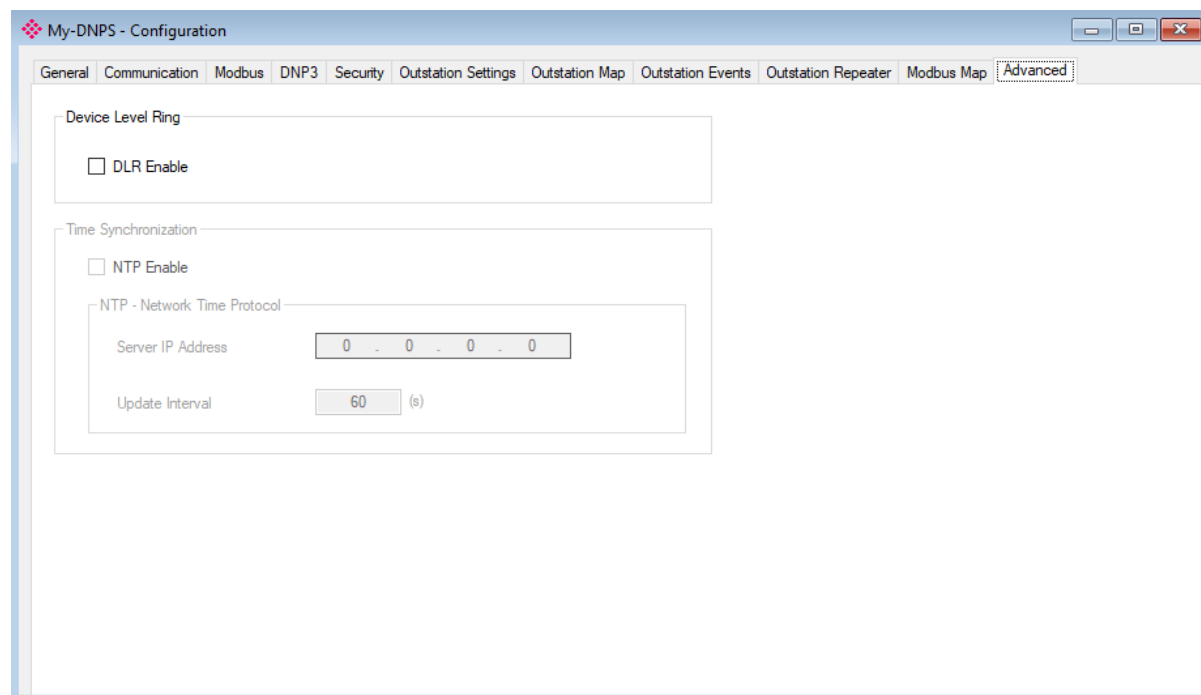 My-DNPS - Configuration
General Communication Modbus DNP3 Security Outstation Settings Outstation Map Outstation Events Outstation Repeater Modbus Map Advanced
Device Level Ring
DLR Enable
Time Synchronization
NTP Enable
NTP - Network Time Protocol
Server IP Address 0 . 0 . 0 . 0
Update Interval 60 (s)